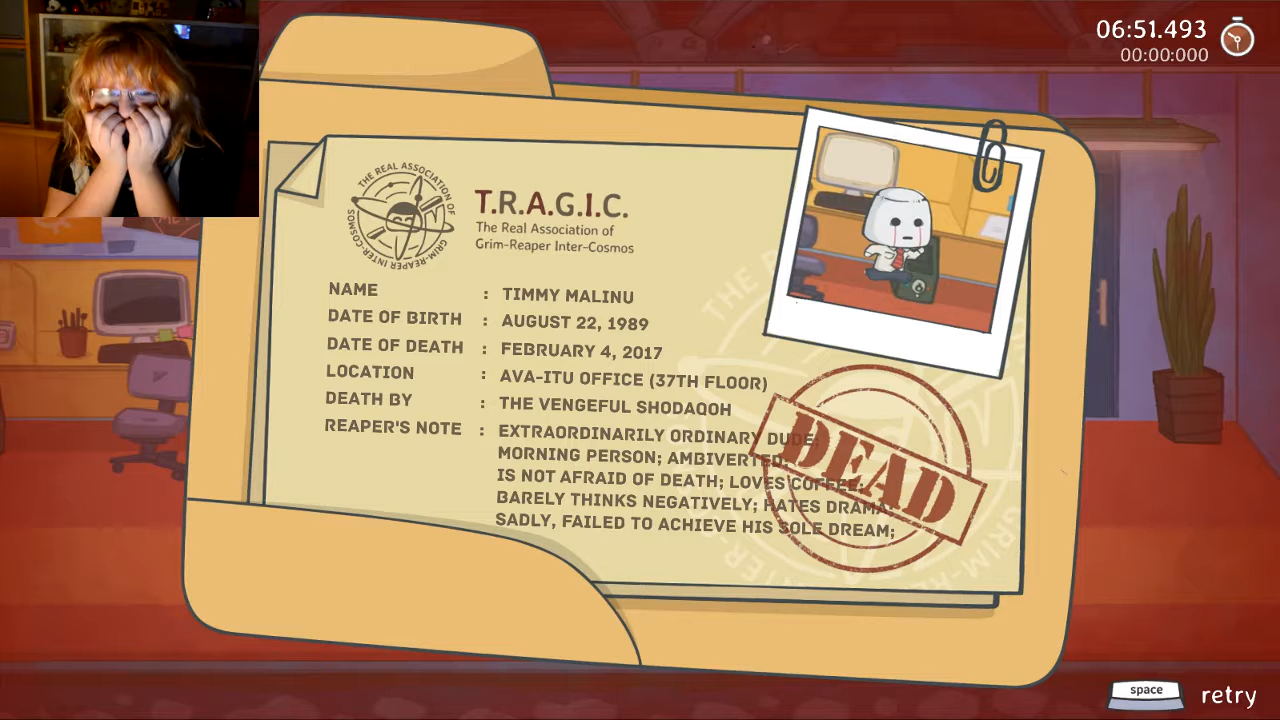 06:51.493
00:00:000
THE REAL ASSOCIATION OF
GRIM-REAPER INTER-COSMOS
T.R.A.G.I.C.
The Real Association of
Grim-Reaper Inter-Cosmos
NAME : TIMMY MALINU
DATE OF BIRTH : AUGUST 22, 1989
DATE OF DEATH : FEBRUARY 4, 2017
LOCATION : AVA-ITU OFFICE (37TH FLOOR)
DEATH BY : THE VENGEFUL SHODAQOH
REAPER'S NOTE : EXTRAORDINARILY ORDINARY DUDE;
MORNING PERSON; AMBIVERTED;
IS NOT AFRAID OF DEATH; LOVES COFFEE;
BARELY THINKS NEGATIVELY; HATES DRAMA;
SADLY, FAILED TO ACHIEVE HIS SOLE DREAM;
DEAD
space retry